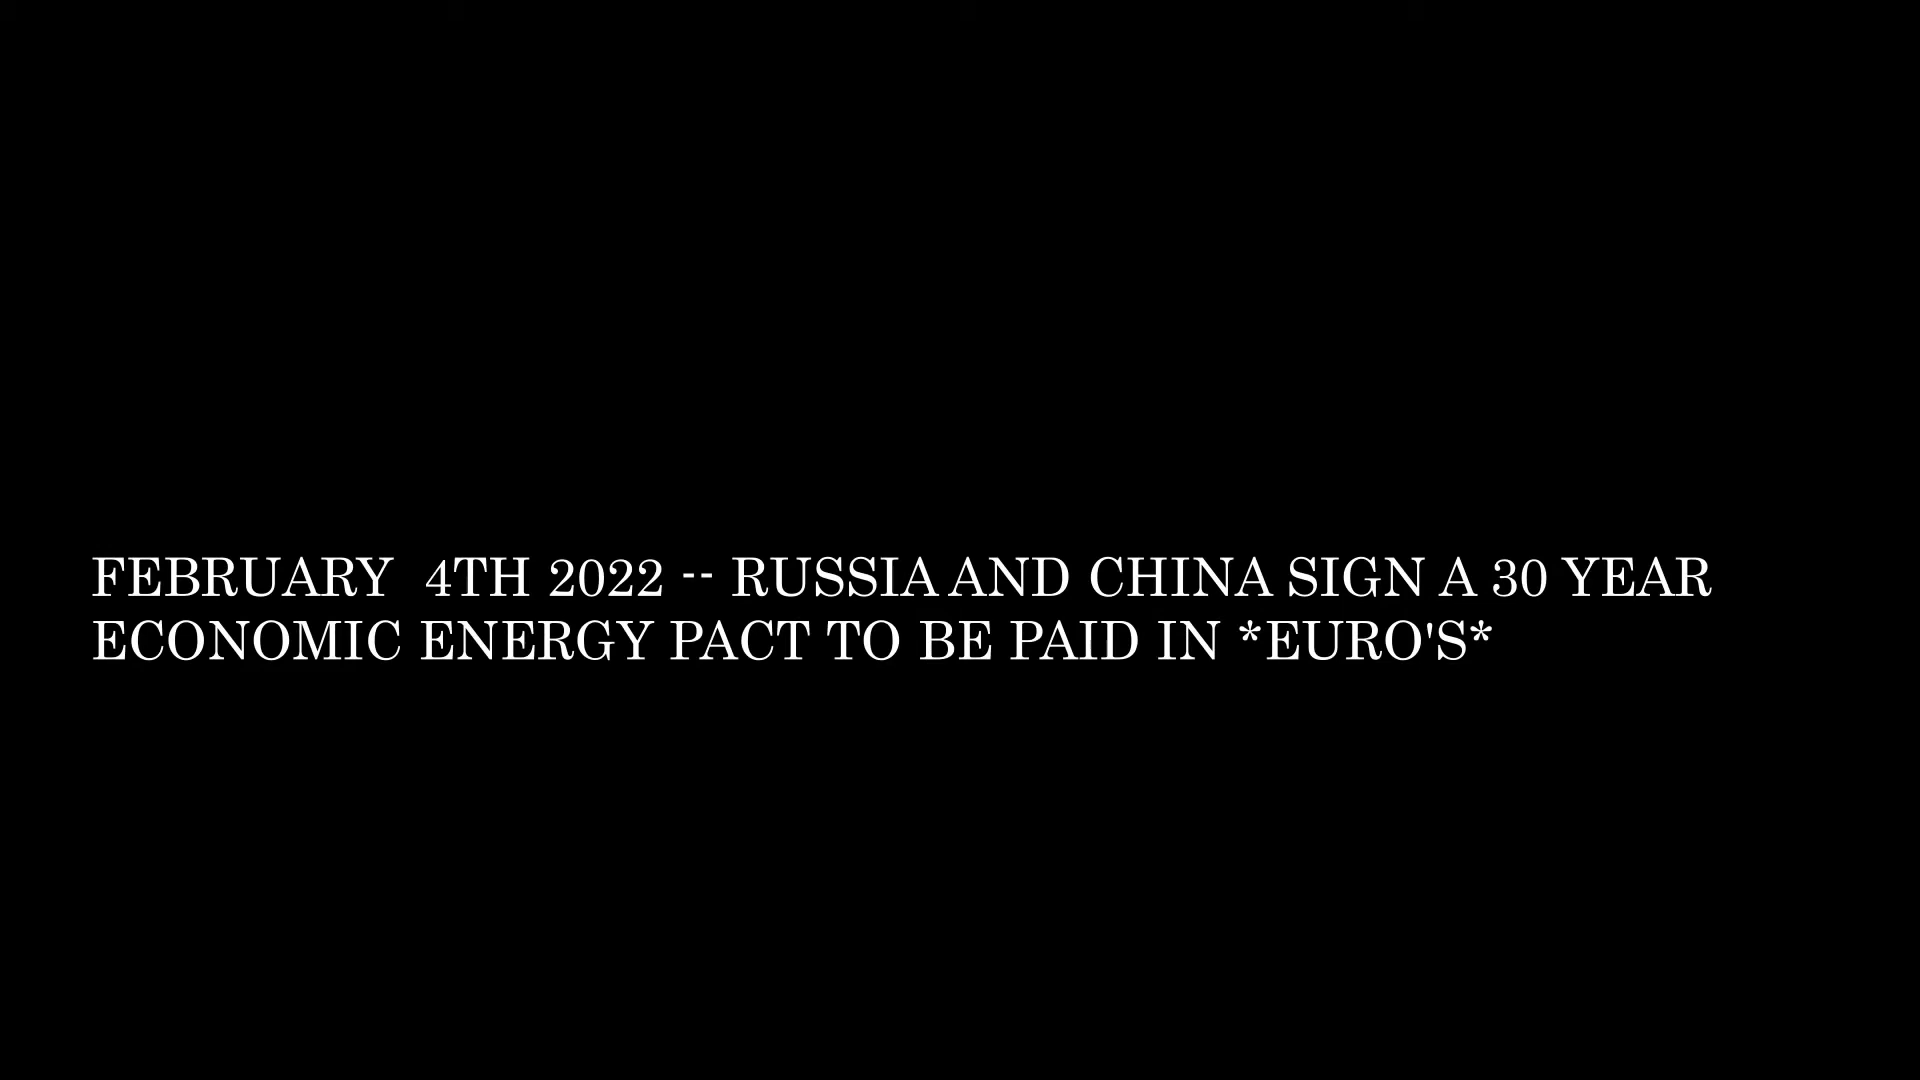 FEBRUARY  4TH 2022 -- RUSSIA AND CHINA SIGN A 30 YEAR
ECONOMIC ENERGY PACT TO BE PAID IN *EURO'S*